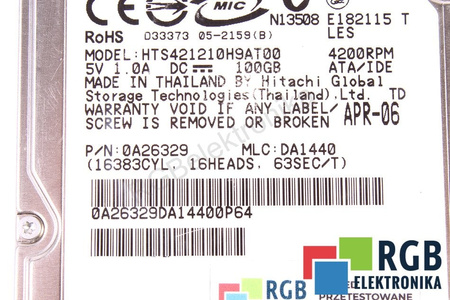 MIC
N13508 E182115 T
RoHS D33373 05-2159(B) LES
MODEL:HTS421210H9AT00 4200RPM
5V 1.0A DC 100GB ATA/IDE
MADE IN THAILAND BY Hitachi Global
Storage Technologies(Thailand).Ltd. TD
WARRANTY VOID IF ANY LABEL/
SCREW IS REMOVED OR BROKEN APR-06
P/N:0A26329 MLC:DA1440
(16383CYL, 16HEADS, 63SEC/T)
0A26329DA14400P64
RGB
ELEKTRONIKA
RGB
PRZETESTOWANE